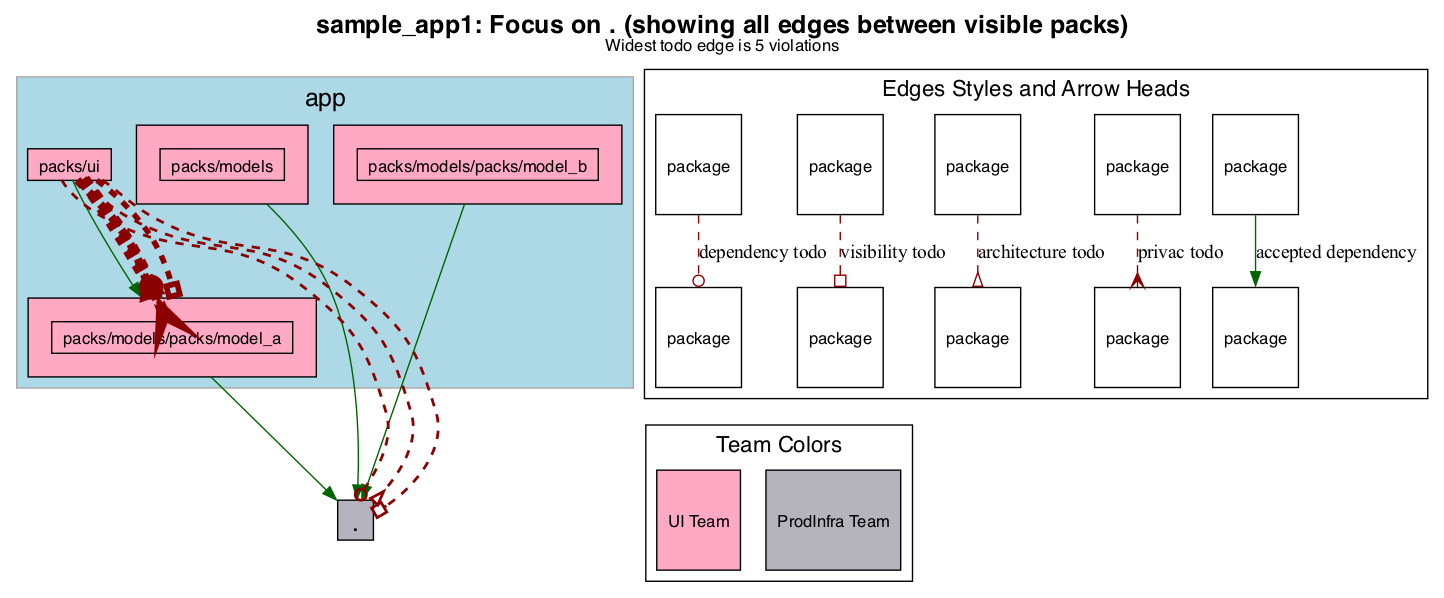 sample_app1: Focus on . (showing all edges between visible packs)
Widest todo edge is 5 violations
app
packs/ui
packs/models
packs/models/packs/model_b
packs/models/packs/model_a
.
Edges Styles and Arrow Heads
package
package
package
package
package
dependency todo
visibility todo
architecture todo
privac todo
accepted dependency
package
package
package
package
package
Team Colors
UI Team
ProdInfra Team